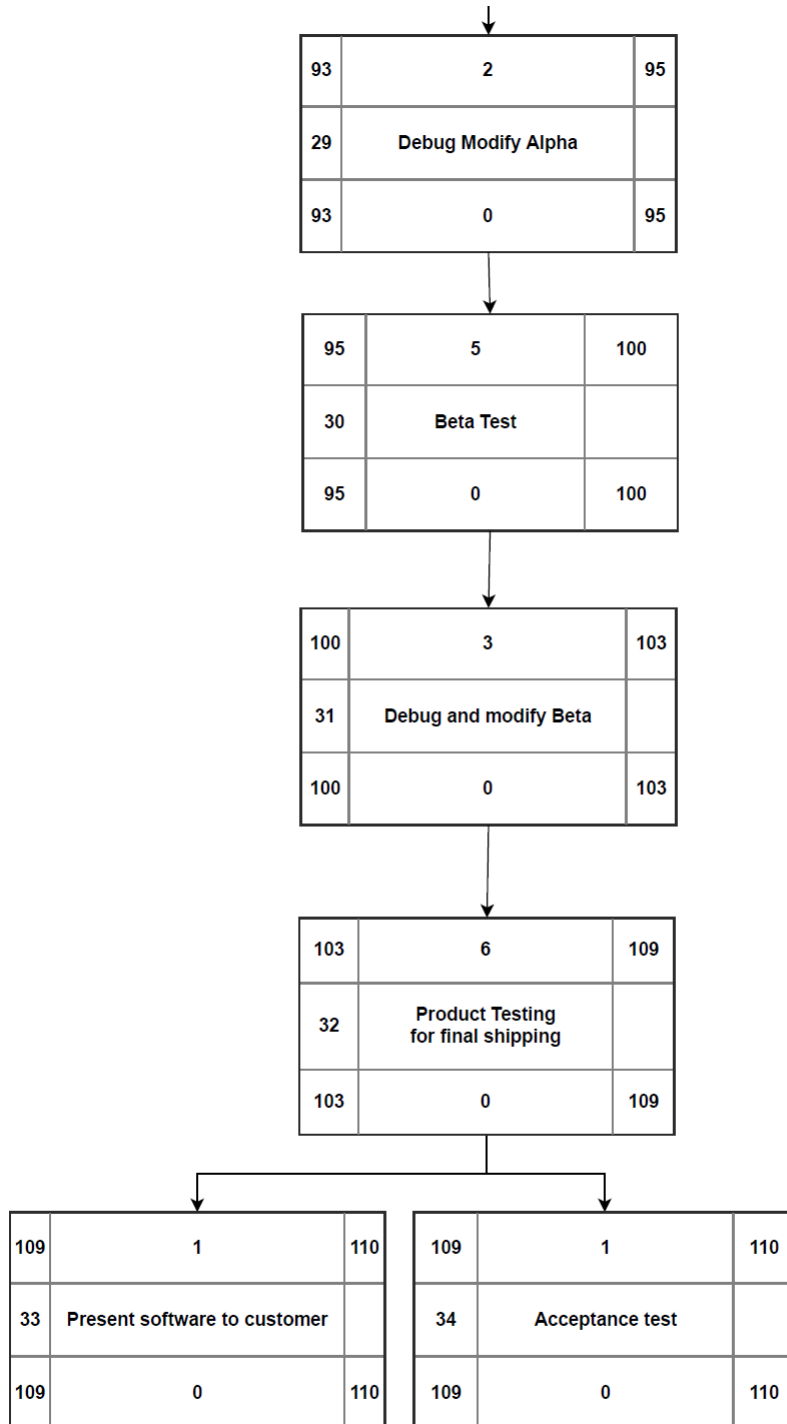 93 2 95
29 Debug Modify Alpha
93 0 95
95 5 100
30 Beta Test
95 0 100
100 3 103
31 Debug and modify Beta
100 0 103
103 6 109
32 Product Testing
for final shipping
103 0 109
109 1 110
33 Present software to customer
109 0 110
109 1 110
34 Acceptance test
109 0 110